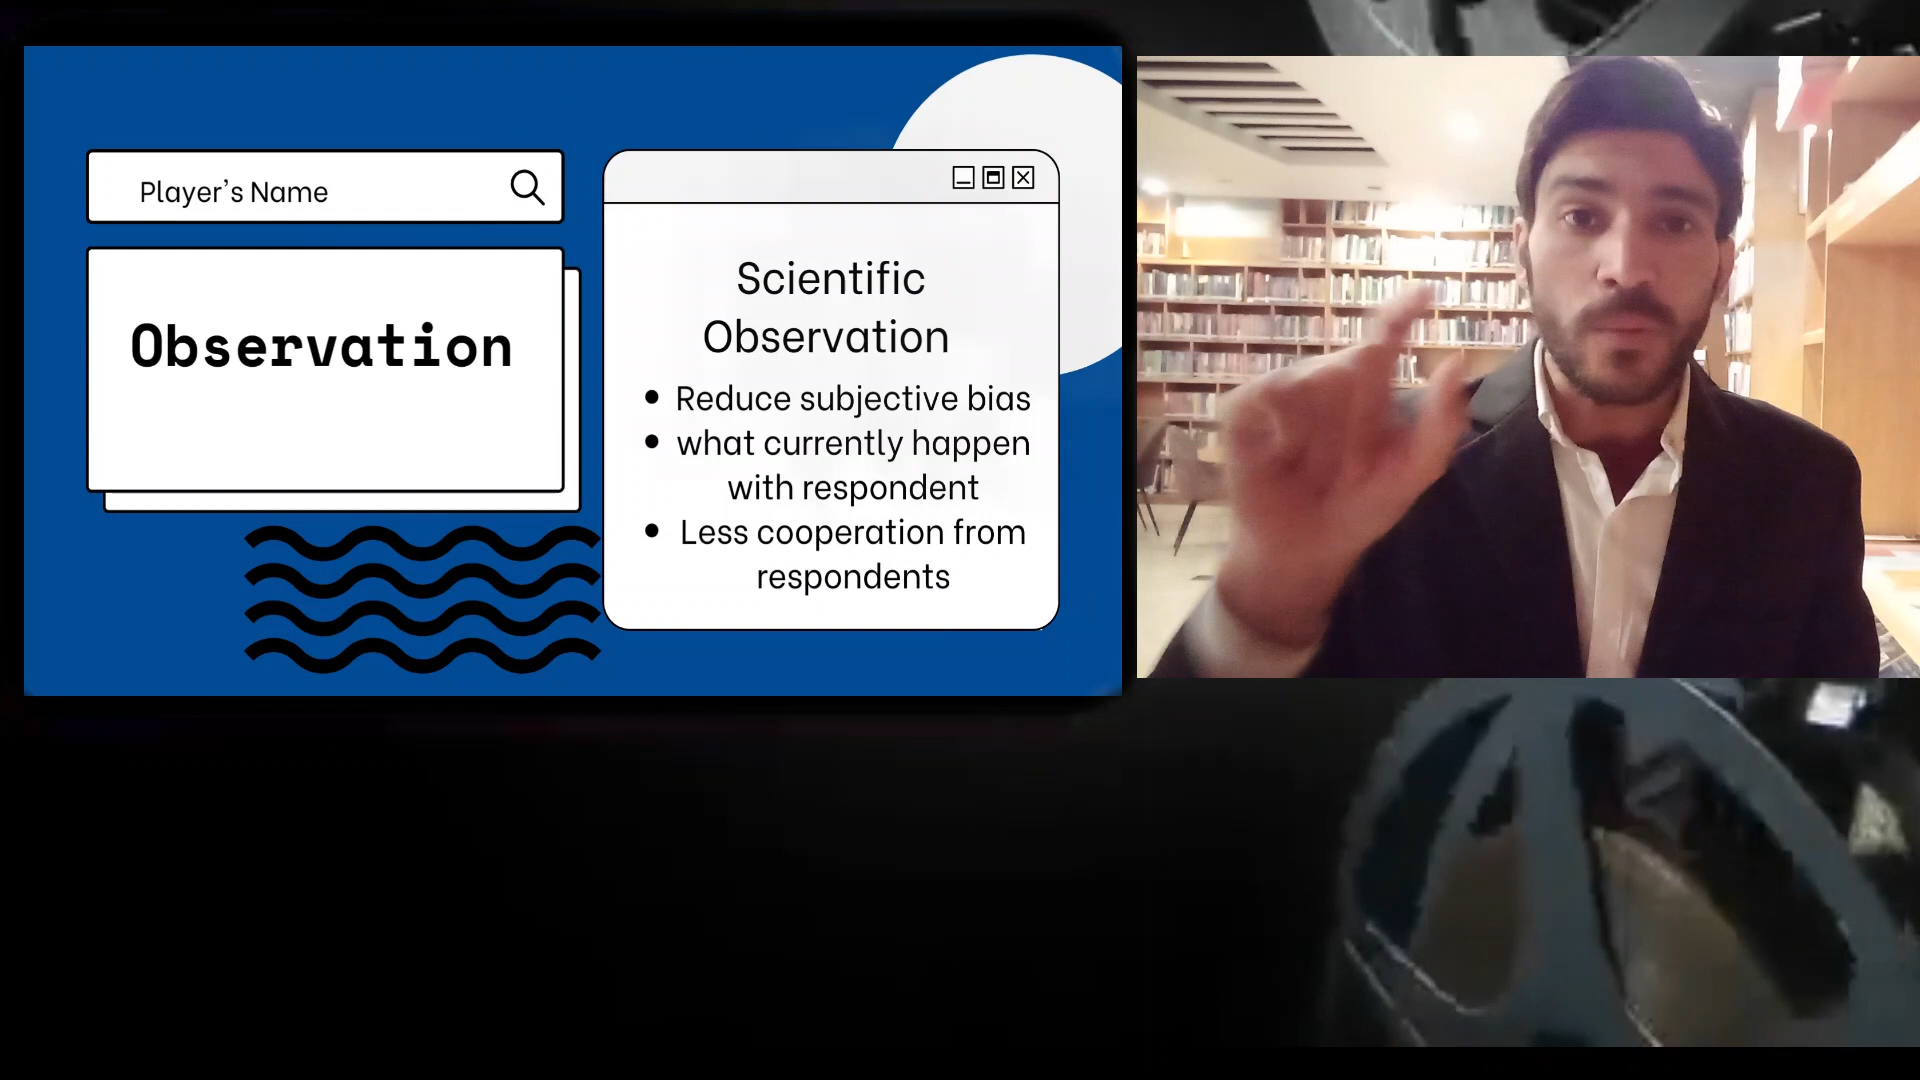 Player's Name
Observation
Scientific
Observation
• Reduce subjective bias
• what currently happen
with respondent
• Less cooperation from
respondents